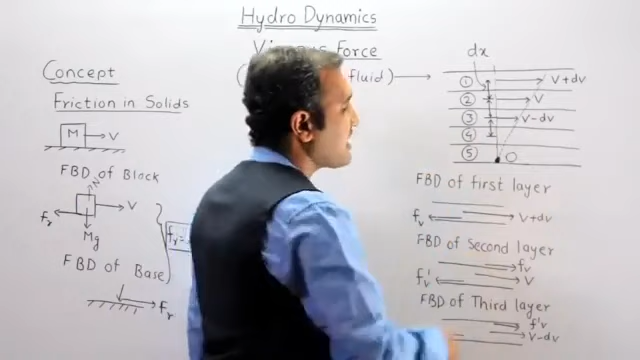 Hydro Dynamics
Viscous Force
fluid)
Concept
Friction in Solids
M
V
FBD of Block
N
fr
V
Mg
FBD of Base
fr
dx
①
②
③
④
⑤
V+dv
V
V-dv
O
FBD of first layer
fv
V+dv
FBD of Second layer
fv
f'v
V
FBD of Third layer
f'v
V-dv